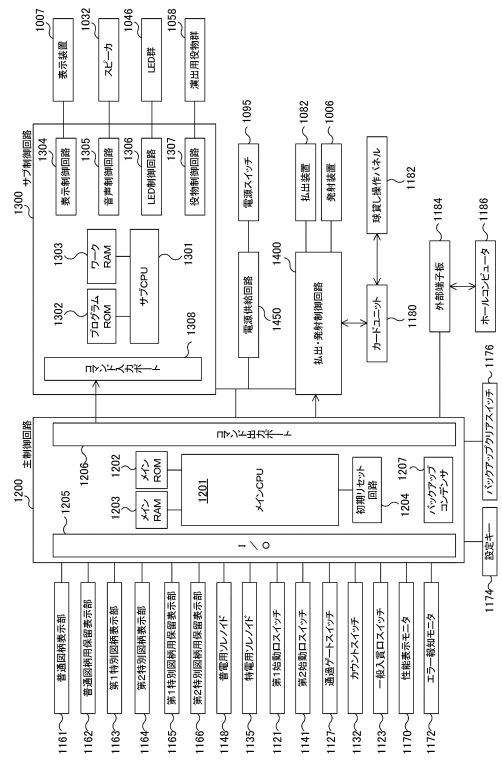 1300
サブ制御回路
1304
表示制御回路
表示装置
1007
1305
音声制御回路
スピーカ
1032
1306
LED制御回路
LED群
1046
1307
役物制御回路
演出用役物群
1058
1302
プログラム
ROM
1303
ワーク
RAM
サブCPU
1301
コマンド入力ポート
1308
電源供給回路
1450
電源スイッチ
1095
払出・発射制御回路
1400
払出装置
1082
発射装置
1006
カードユニット
1180
球貸し操作パネル
1182
外部端子板
1184
ホールコンピュータ
1186
1200
主制御回路
コマンド出力ポート
1206
1205
I/O
メイン
ROM
1202
メイン
RAM
1203
1201
メインCPU
初期リセット
回路
1204
1207
バックアップ
コンデンサ
設定キー
1174
バックアップクリアスイッチ
1176
1161
普通図柄表示部
1162
普通図柄用保留表示部
1163
第1特別図柄表示部
1164
第2特別図柄表示部
1165
第1特別図柄用保留表示部
1166
第2特別図柄用保留表示部
1148
普電用ソレノイド
1135
特電用ソレノイド
1121
第1始動口スイッチ
1141
第2始動口スイッチ
1127
通過ゲートスイッチ
1132
カウントスイッチ
1123
一般入賞口スイッチ
1170
性能表示モニタ
1172
エラー報知モニタ